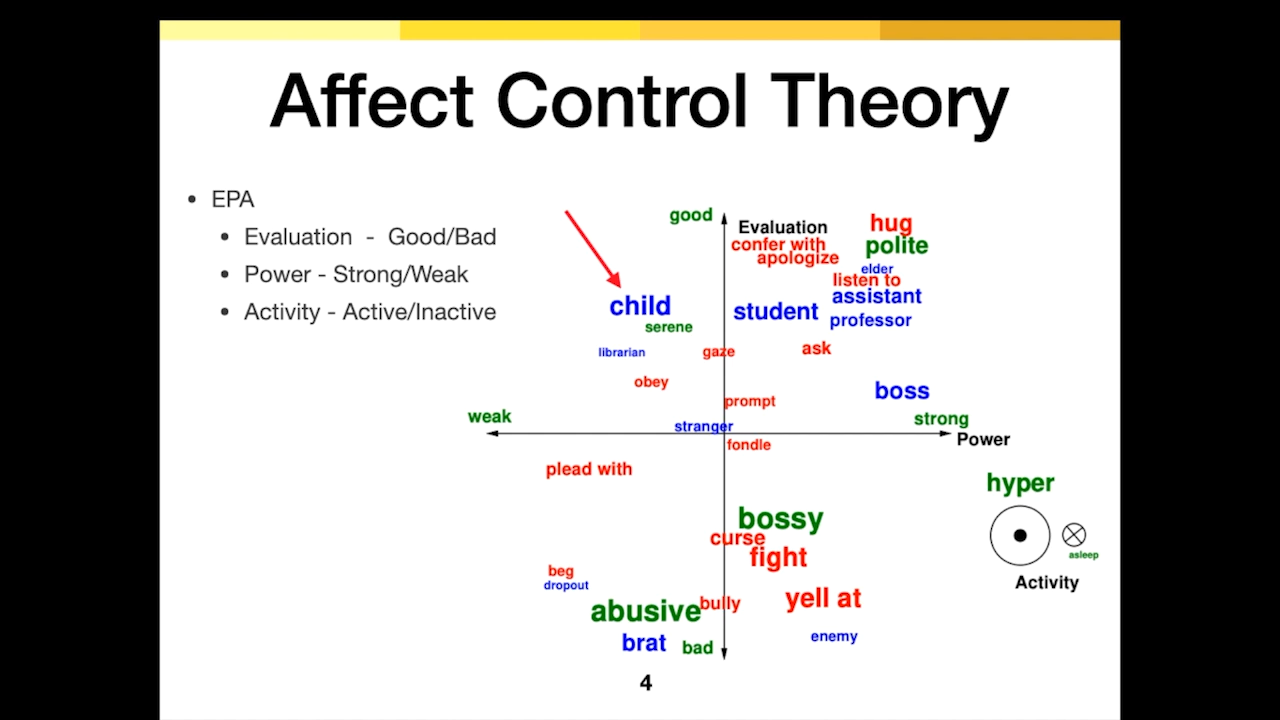 Affect Control Theory
• EPA
• Evaluation - Good/Bad
• Power - Strong/Weak
• Activity - Active/Inactive
good
Evaluation
hug
confer with
polite
apologize
elder
listen to
assistant
child
student
professor
serene
librarian
gaze
ask
obey
boss
prompt
weak
strong
stranger
Power
fondle
plead with
hyper
bossy
curse
fight
asleep
beg
Activity
dropout
yell at
bully
abusive
enemy
brat
bad
4